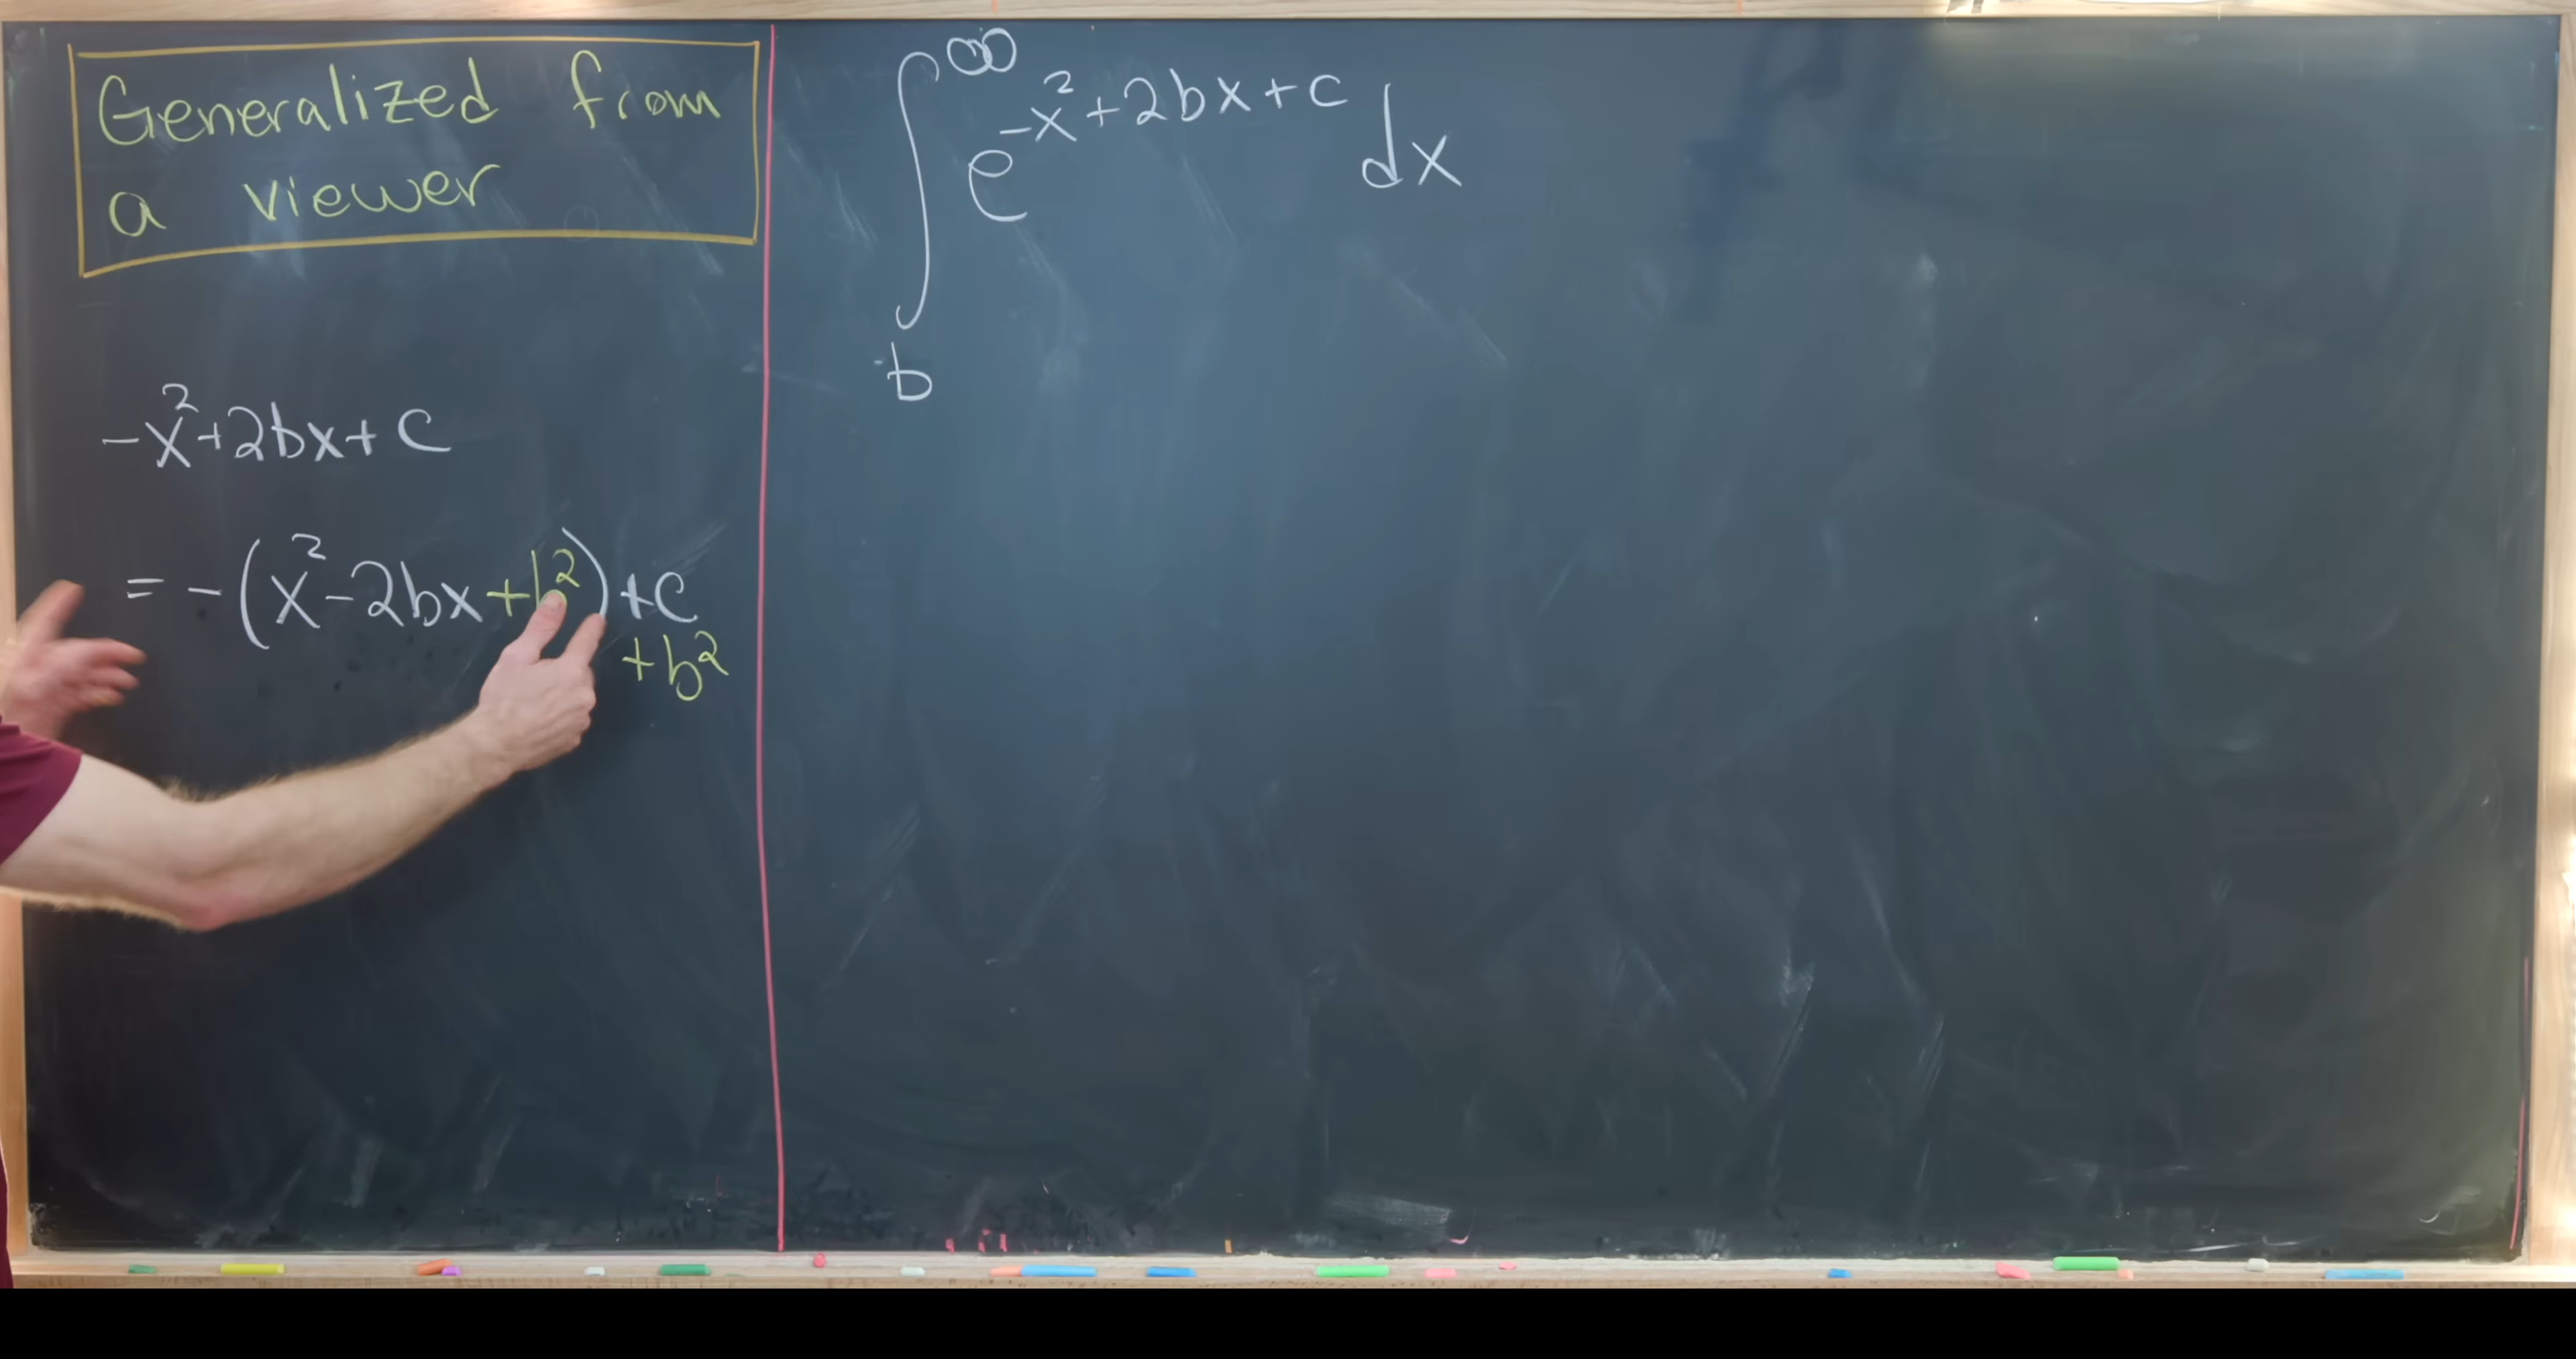 Generalized from
a viewer
-x²+2bx+c
= -(x²-2bx+b²)+c
+b²
∫_b^∞ e^{-x²+2bx+c} dx